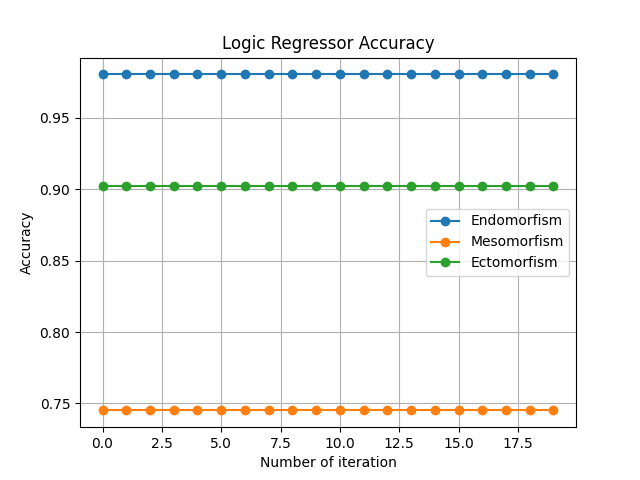 Logic Regressor Accuracy
0.95
0.90
0.85
0.80
0.75
Accuracy
Endomorfism
Mesomorfism
Ectomorfism
0.0 2.5 5.0 7.5 10.0 12.5 15.0 17.5
Number of iteration